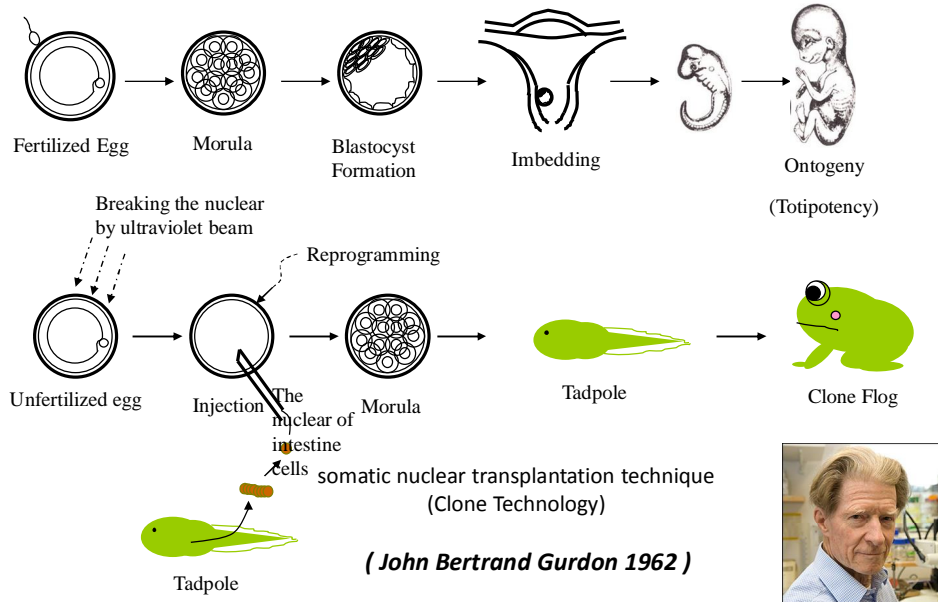 Fertilized Egg
Morula
Blastocyst
Formation
Imbedding
Ontogeny
(Totipotency)
Breaking the nuclear
by ultraviolet beam
Reprogramming
Unfertilized egg
Injection
The
nuclear of
intestine
cells
Morula
Tadpole
Clone Flog
somatic nuclear transplantation technique
(Clone Technology)
Tadpole
( John Bertrand Gurdon 1962 )